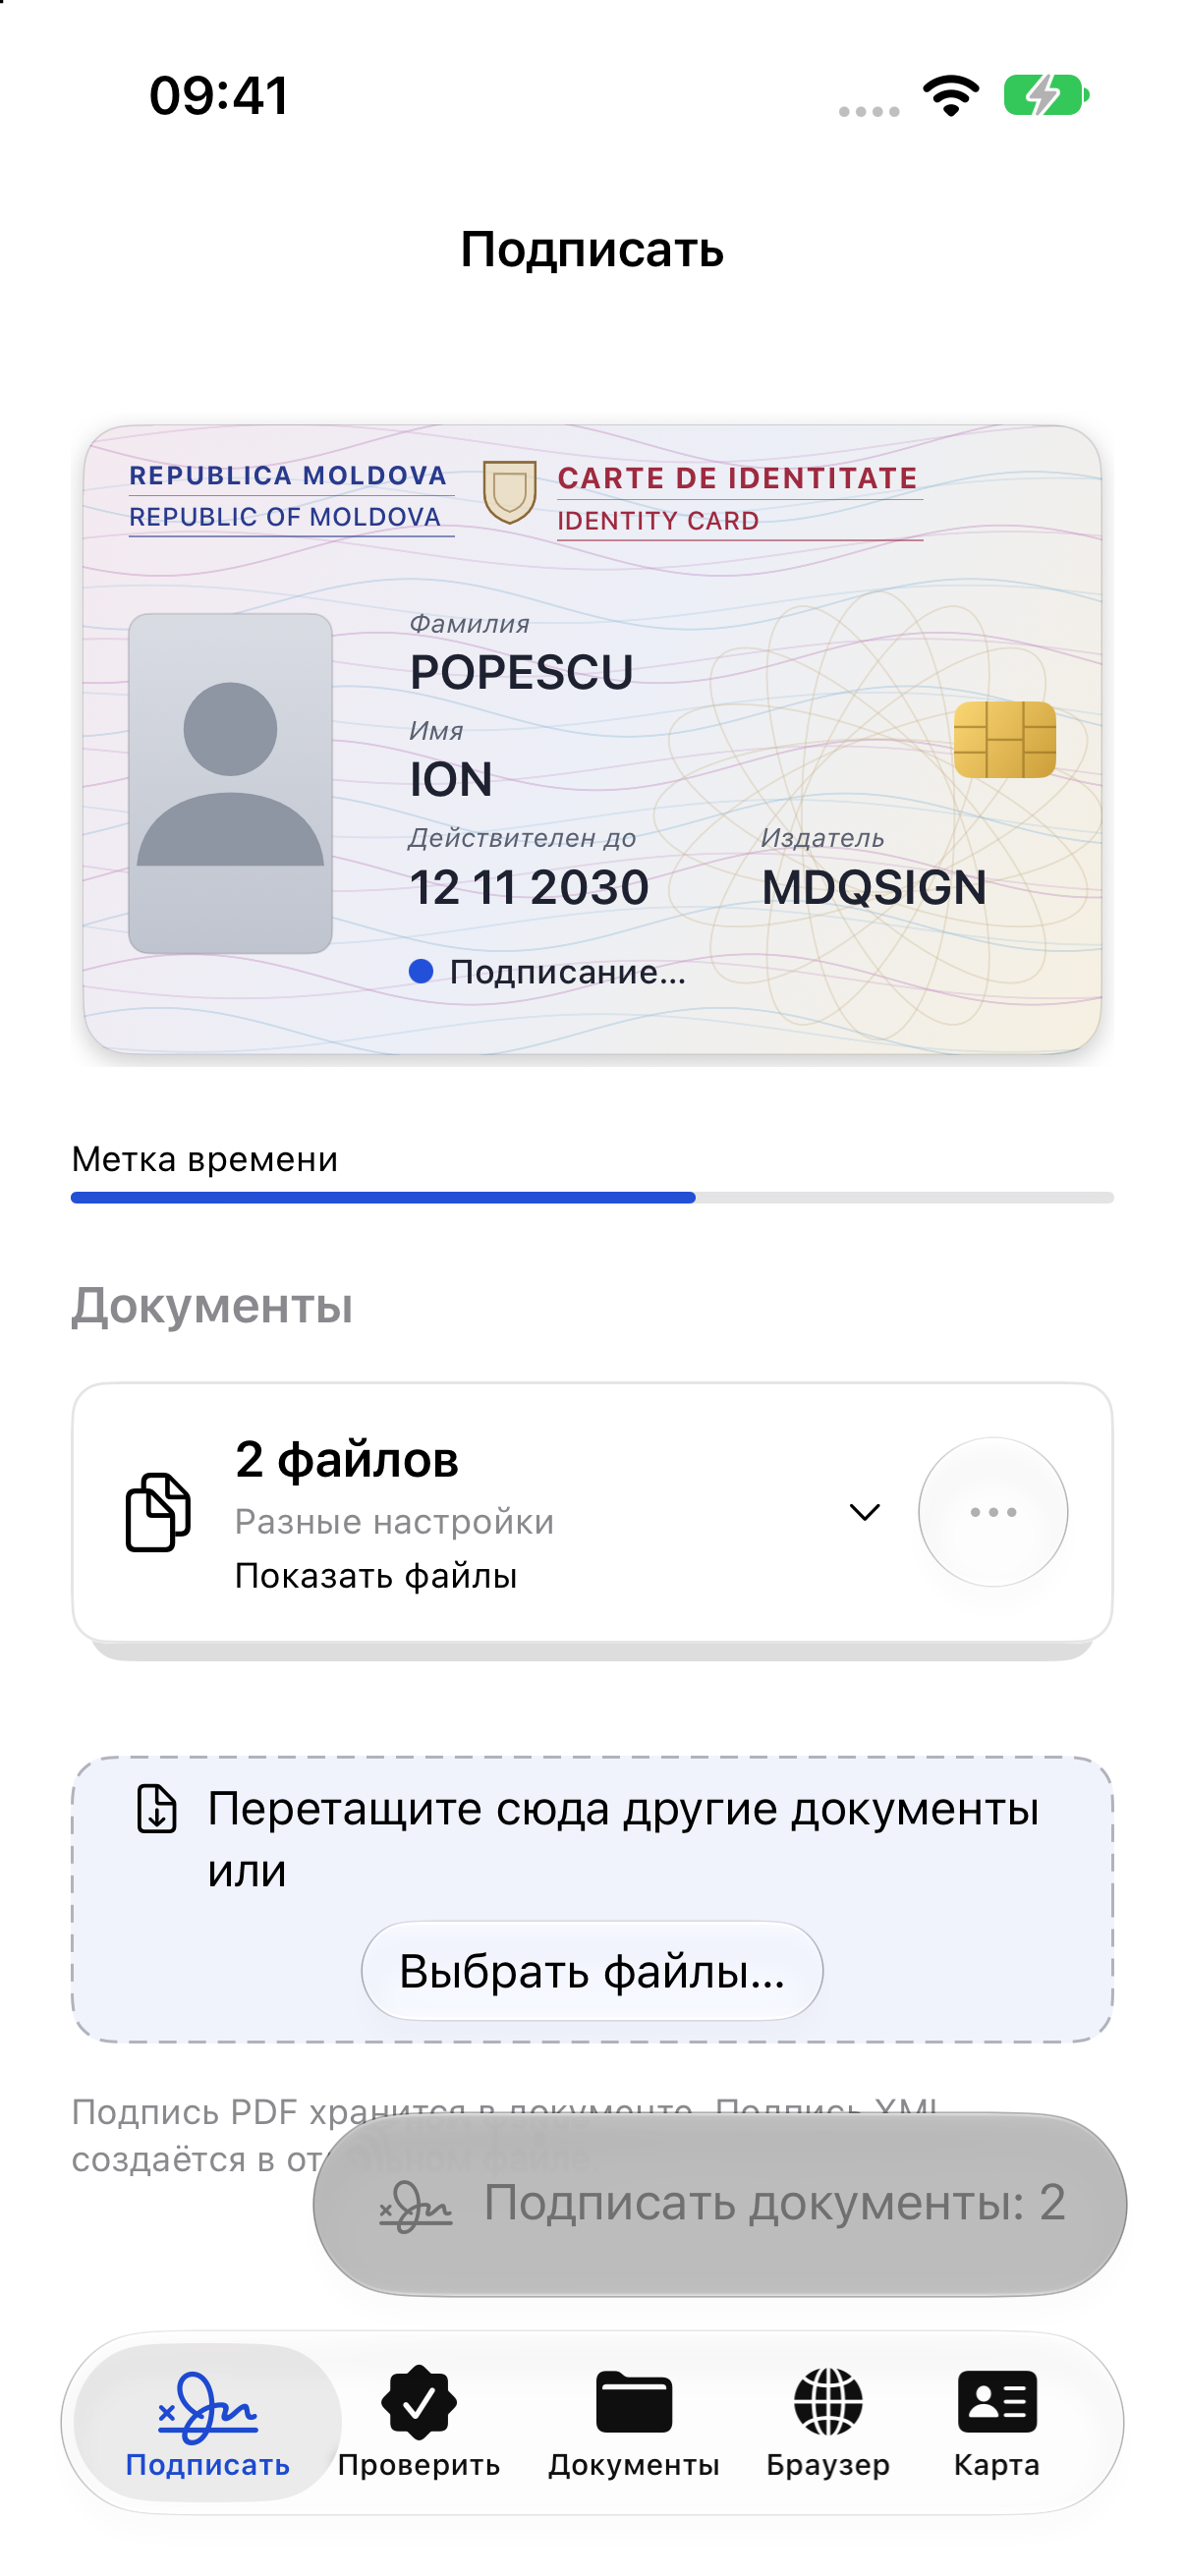 09:41
Подписать
REPUBLICA MOLDOVA
REPUBLIC OF MOLDOVA
CARTE DE IDENTITATE
IDENTITY CARD
Фамилия
POPESCU
Имя
ION
Действителен до
12 11 2030
Издатель
MDQSIGN
Подписание...
Метка времени
Документы
2 файлов
Разные настройки
Показать файлы
Перетащите сюда другие документы
или
Выбрать файлы...
Подпись PDF хранится в документе. Подпись XML
создаётся в отдельном файле.
Подписать документы: 2
Подписать
Проверить
Документы
Браузер
Карта